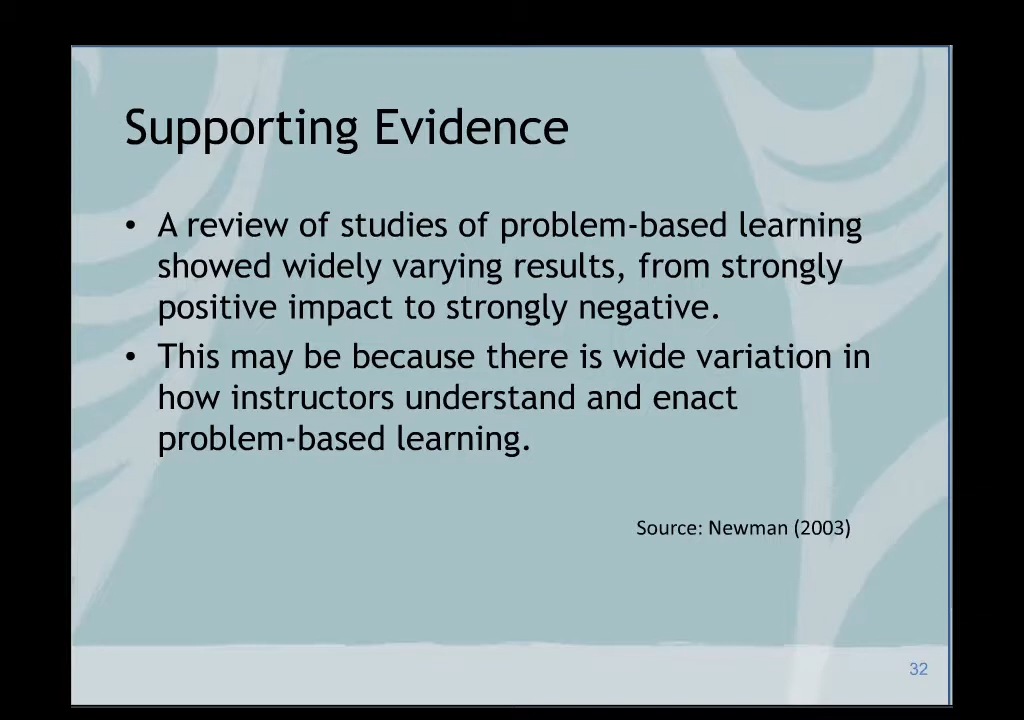 Supporting Evidence
• A review of studies of problem-based learning
showed widely varying results, from strongly
positive impact to strongly negative.
• This may be because there is wide variation in
how instructors understand and enact
problem-based learning.
Source: Newman (2003)
32